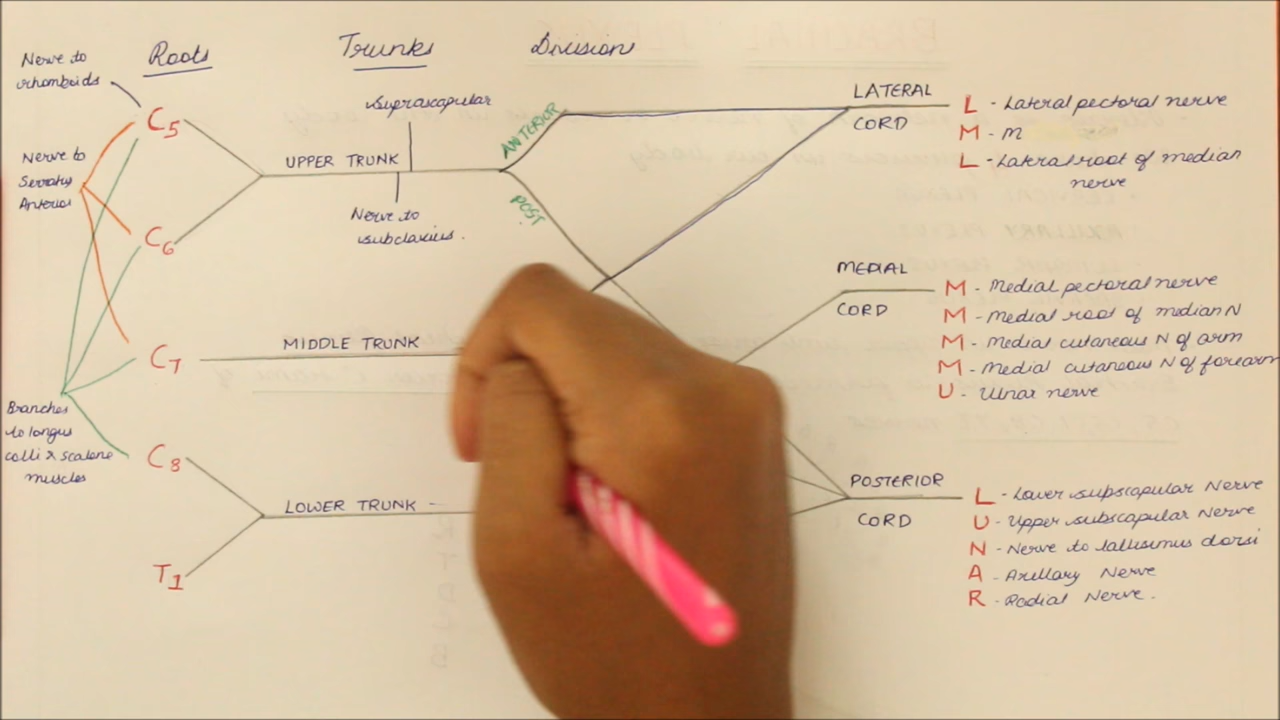 Roots
Trunks
Division
Nerve to
rhomboids
C5
Nerve to
Serratus
Anterior
C6
C7
Branches
to longus
colli & scalene
muscles
C8
T1
Suprascapular
UPPER TRUNK
Nerve to
subclavius.
MIDDLE TRUNK
LOWER TRUNK
ANTERIOR
POST
LATERAL
CORD
L - Lateral pectoral nerve
M - M
L - Lateral root of median
nerve
MEDIAL
CORD
M - Medial pectoral nerve
M - Medial root of median N
M - Medial cutaneous N of arm
M - Medial cutaneous N of forearm
U - Ulnar nerve
POSTERIOR
CORD
L - Lower subscapular Nerve
U - Upper subscapular Nerve
N - Nerve to lattisimus dorsi
A - Axillary Nerve
R - Radial Nerve.